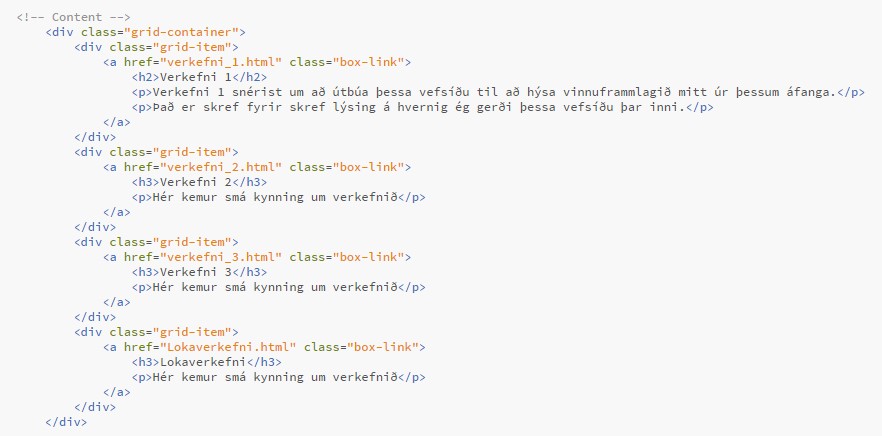 <!-- Content -->
<div class="grid-container">
<div class="grid-item">
<a href="verkefni_1.html" class="box-link">
<h2>Verkefni 1</h2>
<p>Verkefni 1 snérist um að útbúa þessa vefsíðu til að hýsa vinnuframmlagið mitt úr þessum áfanga.</p>
<p>Það er skref fyrir skref lýsing á hvernig ég gerði þessa vefsíðu þar inni.</p>
</a>
</div>
<div class="grid-item">
<a href="verkefni_2.html" class="box-link">
<h3>Verkefni 2</h3>
<p>Hér kemur smá kynning um verkefnið</p>
</a>
</div>
<div class="grid-item">
<a href="verkefni_3.html" class="box-link">
<h3>Verkefni 3</h3>
<p>Hér kemur smá kynning um verkefnið</p>
</a>
</div>
<div class="grid-item">
<a href="Lokaverkefni.html" class="box-link">
<h3>Lokaverkefni</h3>
<p>Hér kemur smá kynning um verkefnið</p>
</a>
</div>
</div>